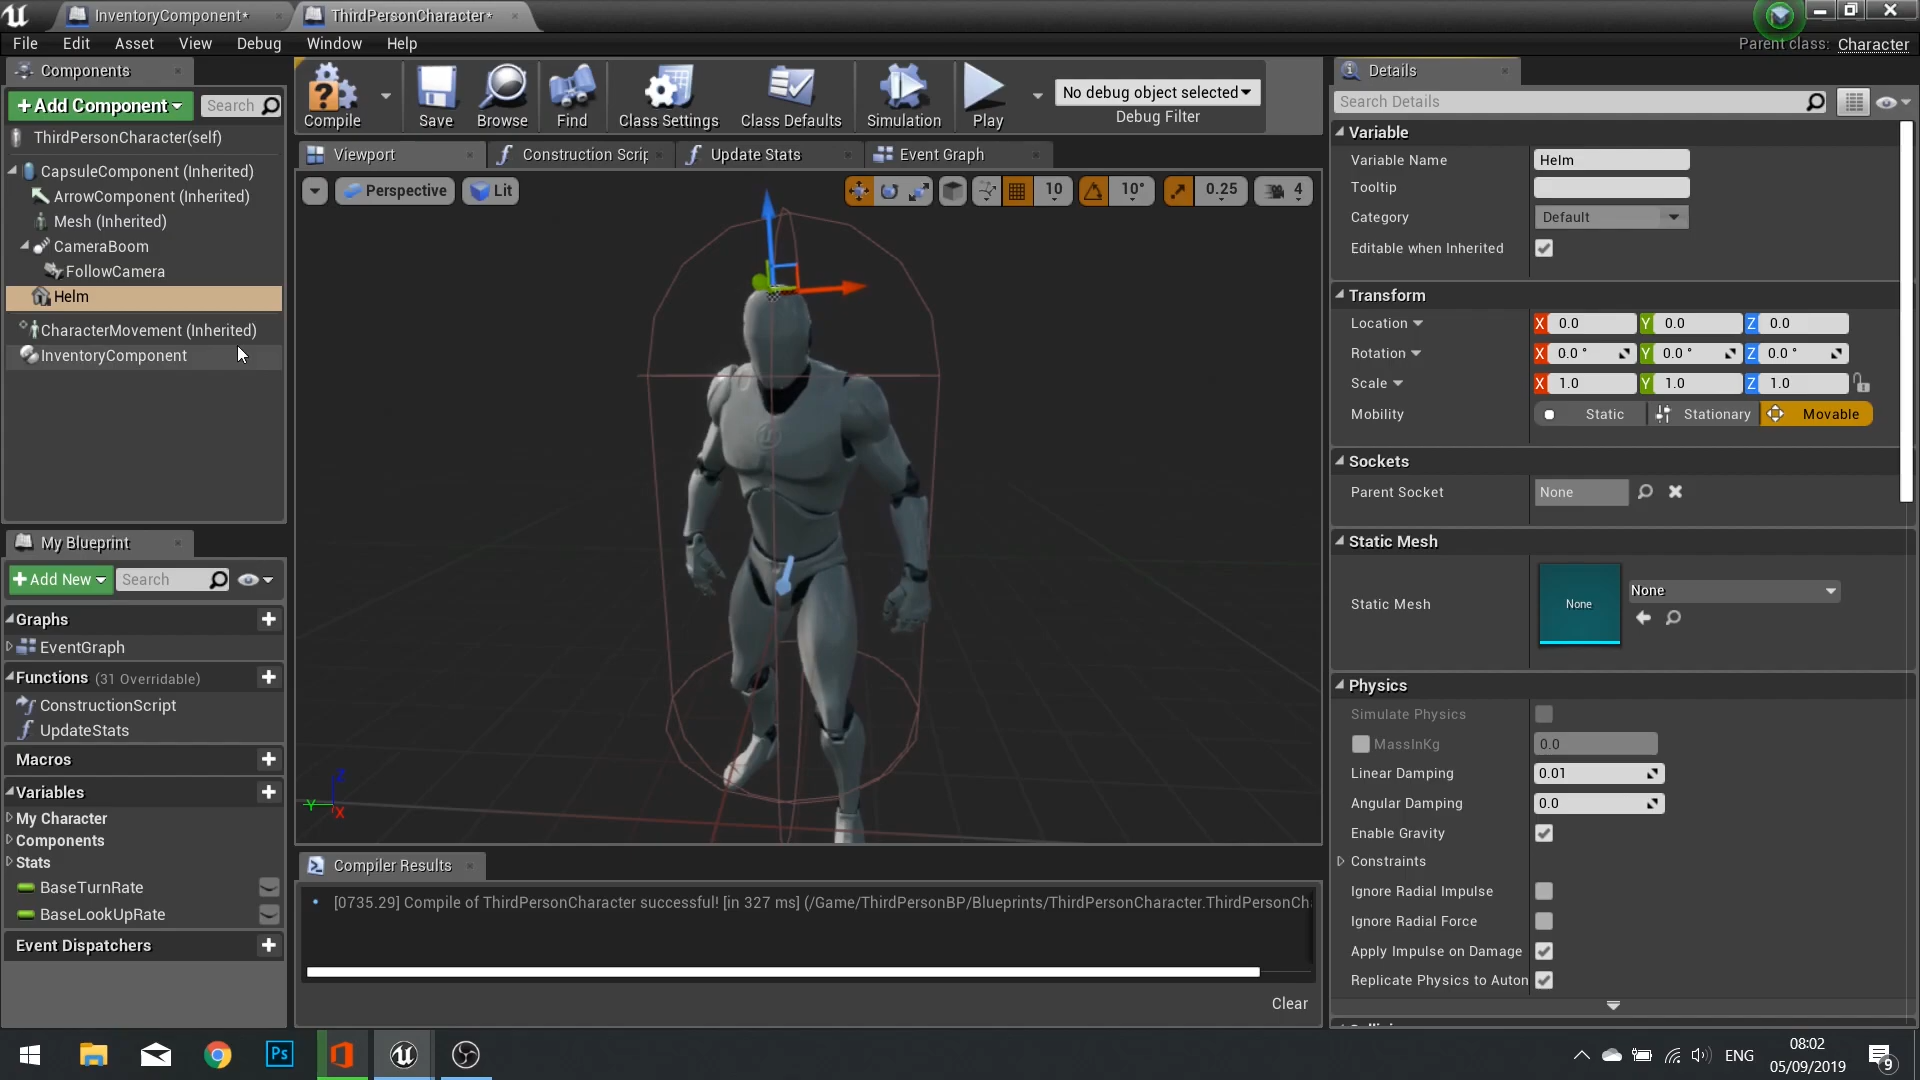 InventoryComponent*
ThirdPersonCharacter*
File Edit Asset View Debug Window Help
Parent class: Character
Components
+Add Component
Search
ThirdPersonCharacter(self)
CapsuleComponent (Inherited)
ArrowComponent (Inherited)
Mesh (Inherited)
CameraBoom
FollowCamera
Helm
CharacterMovement (Inherited)
InventoryComponent
My Blueprint
+Add New
Search
Graphs
EventGraph
Functions (31 Overridable)
ConstructionScript
UpdateStats
Macros
Variables
My Character
Components
Stats
BaseTurnRate
BaseLookUpRate
Event Dispatchers
Compile
Save
Browse
Find
Class Settings
Class Defaults
Simulation
Play
No debug object selected
Debug Filter
Viewport
Construction Scrip
Update Stats
Event Graph
Perspective
Lit
10
10°
0.25
4
Z
Y
X
Compiler Results
[0735.29] Compile of ThirdPersonCharacter successful! [in 327 ms] (/Game/ThirdPersonBP/Blueprints/ThirdPersonCharacter.ThirdPersonCh
Clear
Details
Search Details
Variable
Variable Name Helm
Tooltip
Category Default
Editable when Inherited
Transform
Location X 0.0 Y 0.0 Z 0.0
Rotation X 0.0 ° Y 0.0 ° Z 0.0 °
Scale X 1.0 Y 1.0 Z 1.0
Mobility Static Stationary Movable
Sockets
Parent Socket None
Static Mesh
Static Mesh None None
Physics
Simulate Physics
MassInKg 0.0
Linear Damping 0.01
Angular Damping 0.0
Enable Gravity
Constraints
Ignore Radial Impulse
Ignore Radial Force
Apply Impulse on Damage
Replicate Physics to Auton
Ps
ENG
08:02
05/09/2019
9